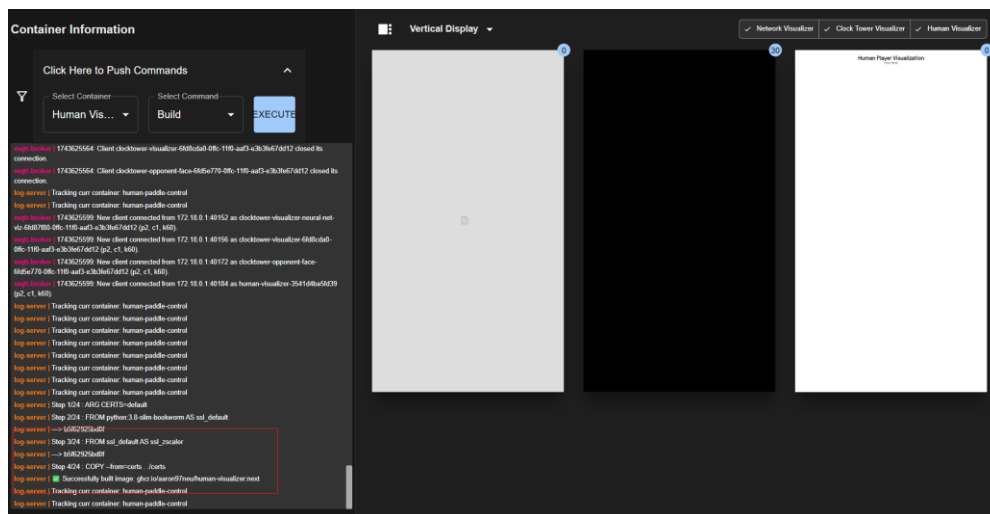 Container Information
Vertical Display
Network Visualizer
Clock Tower Visualizer
Human Visualizer
Click Here to Push Commands
Select Container
Select Command
Human Vis...
Build
EXECUTE
0
30
0
Human Player Visualization
mqtt.broker | 1743625564: Client clocktower-visualizer-6fd8cda0-0ffc-11f0-aaf3-e3b3fe67dd12 closed its
connection.
mqtt.broker | 1743625564: Client clocktower-opponent-face-6fd5e770-0ffc-11f0-aaf3-e3b3fe67dd12 closed its
connection.
log-server | Tracking curr container: human-paddle-control
log-server | Tracking curr container: human-paddle-control
mqtt.broker | 1743625599: New client connected from 172.18.0.1:40152 as clocktower-visualizer-neural-net-
viz-6fd87f80-0ffc-11f0-aaf3-e3b3fe67dd12 (p2, c1, k60).
mqtt.broker | 1743625599: New client connected from 172.18.0.1:40156 as clocktower-visualizer-6fd8cda0-
0ffc-11f0-aaf3-e3b3fe67dd12 (p2, c1, k60).
mqtt.broker | 1743625599: New client connected from 172.18.0.1:40172 as clocktower-opponent-face-
6fd5e770-0ffc-11f0-aaf3-e3b3fe67dd12 (p2, c1, k60).
mqtt.broker | 1743625599: New client connected from 172.18.0.1:40184 as human-visualizer-3541d4ba5fd39
(p2, c1, k60).
log-server | Tracking curr container: human-paddle-control
log-server | Tracking curr container: human-paddle-control
log-server | Tracking curr container: human-paddle-control
log-server | Tracking curr container: human-paddle-control
log-server | Tracking curr container: human-paddle-control
log-server | Tracking curr container: human-paddle-control
log-server | Tracking curr container: human-paddle-control
log-server | Tracking curr container: human-paddle-control
log-server | Step 1/24 : ARG CERTS=default
log-server | Step 2/24 : FROM python:3.8-slim-bookworm AS ssl_default
log-server | ---> b5f62925bd0f
log-server | Step 3/24 : FROM ssl_default AS ssl_zscaler
log-server | ---> b5f62925bd0f
log-server | Step 4/24 : COPY --from=certs . /certs
log-server | ✅ Successfully built image: ghcr.io/aaron97neu/human-visualizer:next
log-server | Tracking curr container: human-paddle-control
log-server | Tracking curr container: human-paddle-control